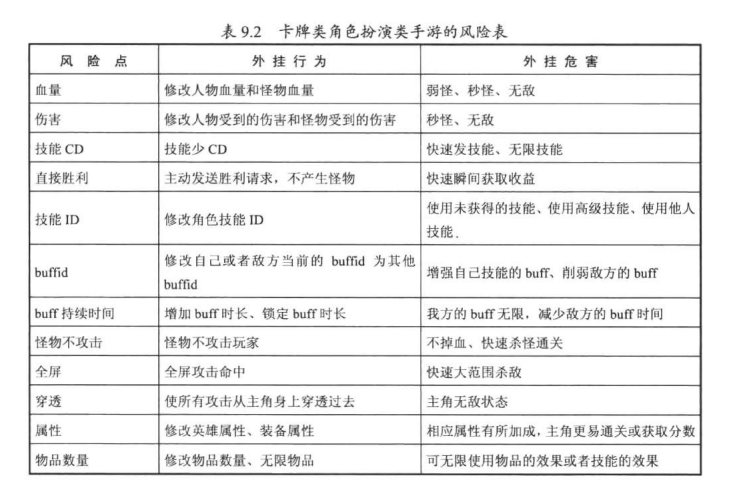 表 9.2 卡牌类角色扮演类手游的风险表
风 险 点 外 挂 行 为 外 挂 危 害
血量 修改人物血量和怪物血量 弱怪、秒怪、无敌
伤害 修改人物受到的伤害和怪物受到的伤害 秒怪、无敌
技能 CD 技能少 CD 快速发技能、无限技能
直接胜利 主动发送胜利请求，不产生怪物 快速瞬间获取收益
技能 ID 修改角色技能 ID 使用未获得的技能、使用高级技能、使用他人
技能.
buffid 修改自己或者敌方当前的 buffid 为其他 增强自己技能的 buff、削弱敌方的 buff
buffid
buff 持续时间 增加 buff 时长、锁定 buff 时长 我方的 buff 无限，减少敌方的 buff 时间
怪物不攻击 怪物不攻击玩家 不掉血、快速杀怪通关
全屏 全屏攻击命中 快速大范围杀敌
穿透 使所有攻击从主角身上穿透过去 主角无敌状态
属性 修改英雄属性、装备属性 相应属性有所加成，主角更易通关或获取分数
物品数量 修改物品数量、无限物品 可无限使用物品的效果或者技能的效果